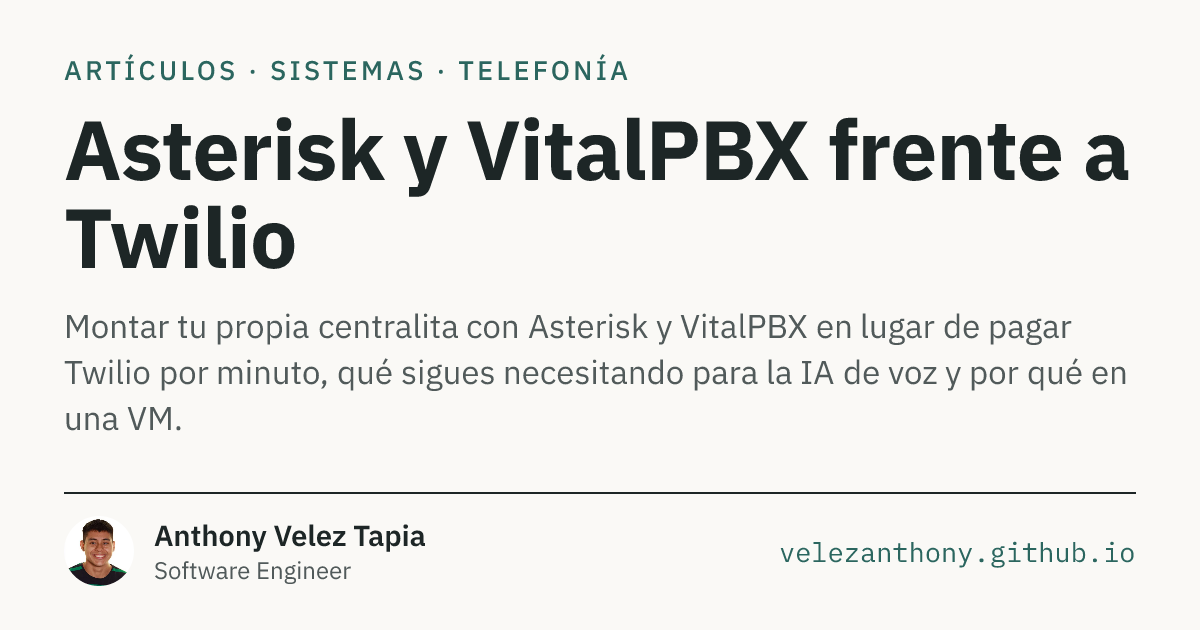 ARTÍCULOS · SISTEMAS · TELEFONÍA
Asterisk y VitalPBX frente a
Twilio
Montar tu propia centralita con Asterisk y VitalPBX en lugar de pagar
Twilio por minuto, qué sigues necesitando para la IA de voz y por qué en
una VM.
Anthony Velez Tapia
Software Engineer
velezanthony.github.io